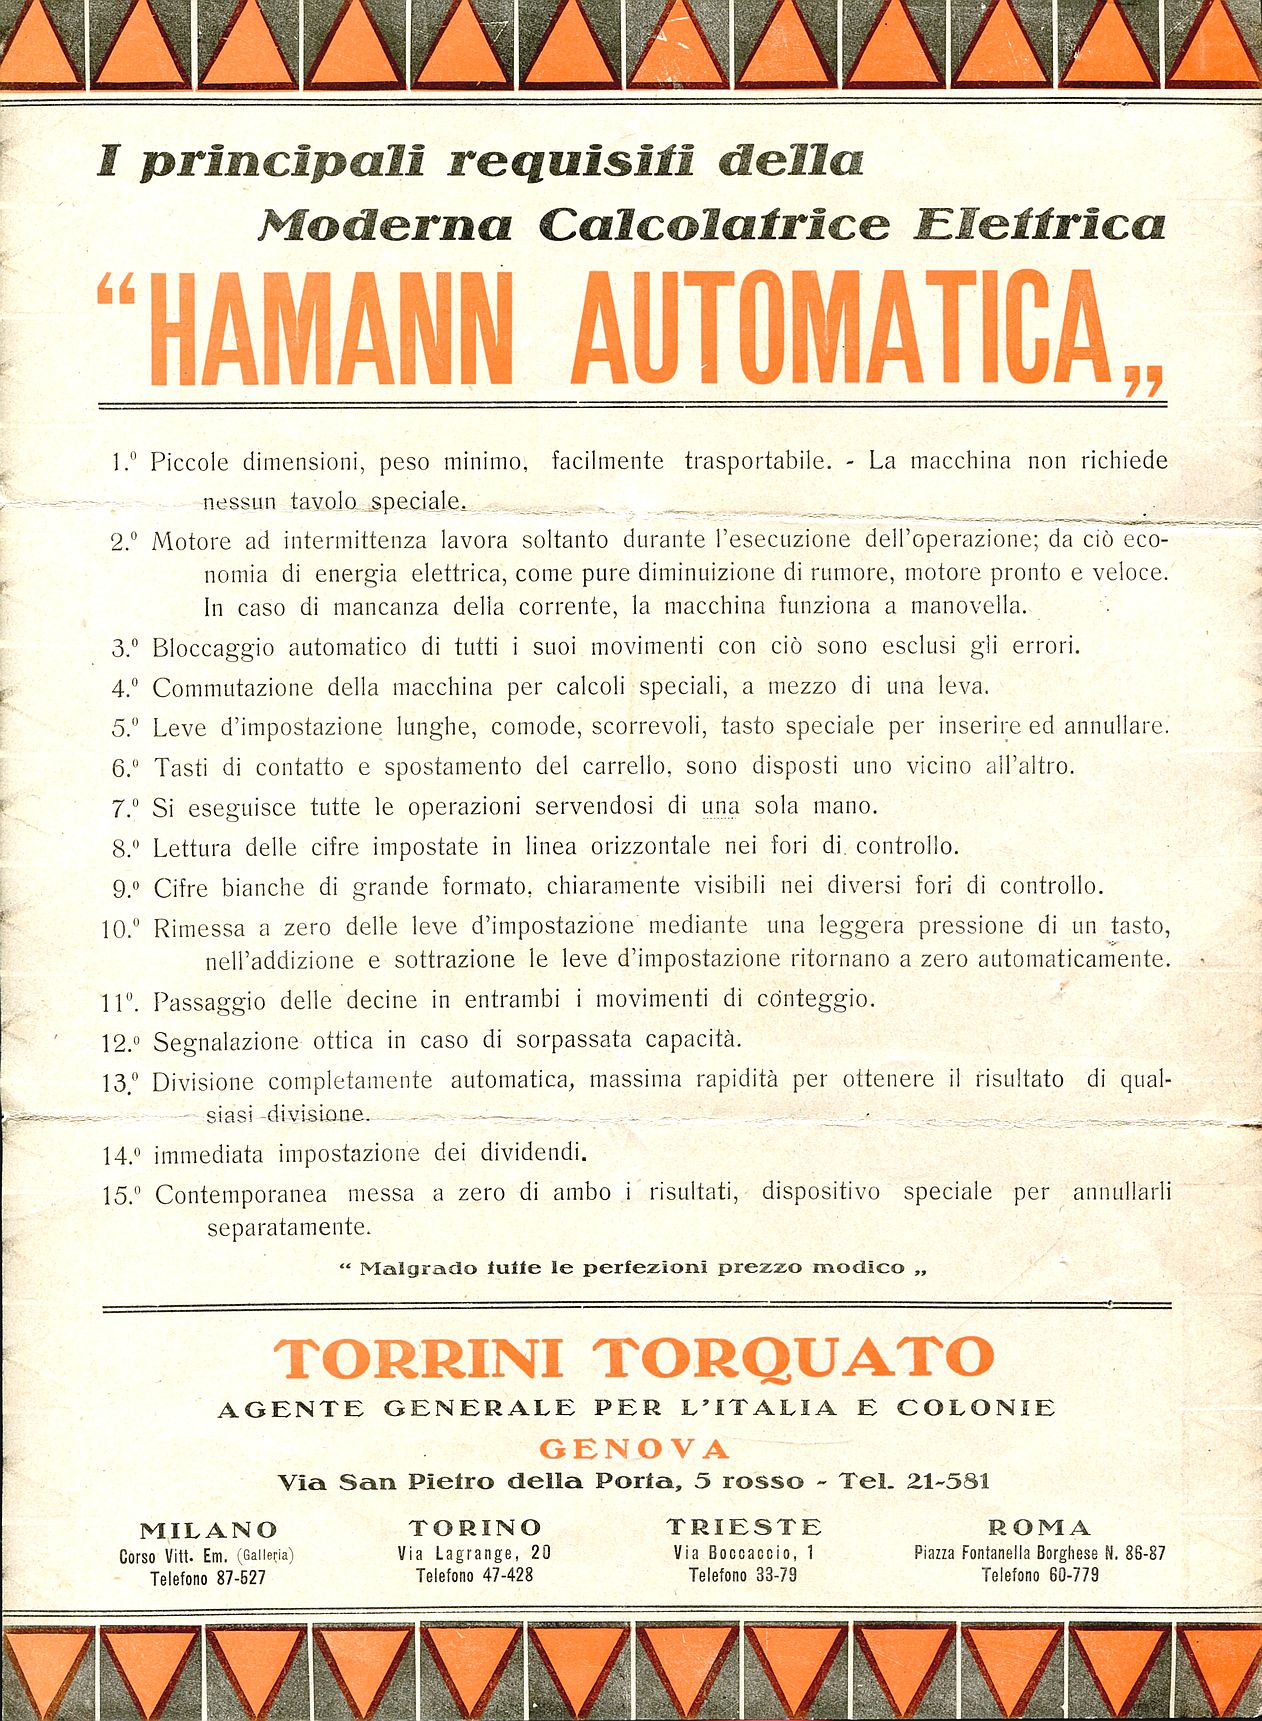 I principali requisiti della
Moderna Calcolatrice Elettrica
“HAMANN AUTOMATICA„
1.º Piccole dimensioni, peso minimo, facilmente trasportabile. - La macchina non richiede
nessun tavolo speciale.
2.º Motore ad intermittenza lavora soltanto durante l'esecuzione dell'operazione; da ciò eco-
nomia di energia elettrica, come pure diminuizione di rumore, motore pronto e veloce.
In caso di mancanza della corrente, la macchina funziona a manovella.
3.º Bloccaggio automatico di tutti i suoi movimenti con ciò sono esclusi gli errori.
4.º Commutazione della macchina per calcoli speciali, a mezzo di una leva.
5.º Leve d'impostazione lunghe, comode, scorrevoli, tasto speciale per inserire ed annullare.
6.º Tasti di contatto e spostamento del carrello, sono disposti uno vicino all'altro.
7.º Si eseguisce tutte le operazioni servendosi di una sola mano.
8.º Lettura delle cifre impostate in linea orizzontale nei fori di controllo.
9.º Cifre bianche di grande formato, chiaramente visibili nei diversi fori di controllo.
10.º Rimessa a zero delle leve d'impostazione mediante una leggera pressione di un tasto,
nell'addizione e sottrazione le leve d'impostazione ritornano a zero automaticamente.
11º. Passaggio delle decine in entrambi i movimenti di conteggio.
12.º Segnalazione ottica in caso di sorpassata capacità.
13.º Divisione completamente automatica, massima rapidità per ottenere il risultato di qual-
siasi divisione.
14.º immediata impostazione dei dividendi.
15.º Contemporanea messa a zero di ambo i risultati, dispositivo speciale per annullarli
separatamente.
“ Malgrado tutte le perfezioni prezzo modico „
TORRINI TORQUATO
AGENTE GENERALE PER L'ITALIA E COLONIE
GENOVA
Via San Pietro della Porta, 5 rosso - Tel. 21-581
MILANO TORINO TRIESTE ROMA
Corso Vitt. Em. (Galleria) Via Lagrange, 20 Via Boccaccio, 1 Piazza Fontanella Borghese N. 86-87
Telefono 87-527 Telefono 47-428 Telefono 33-79 Telefono 60-779